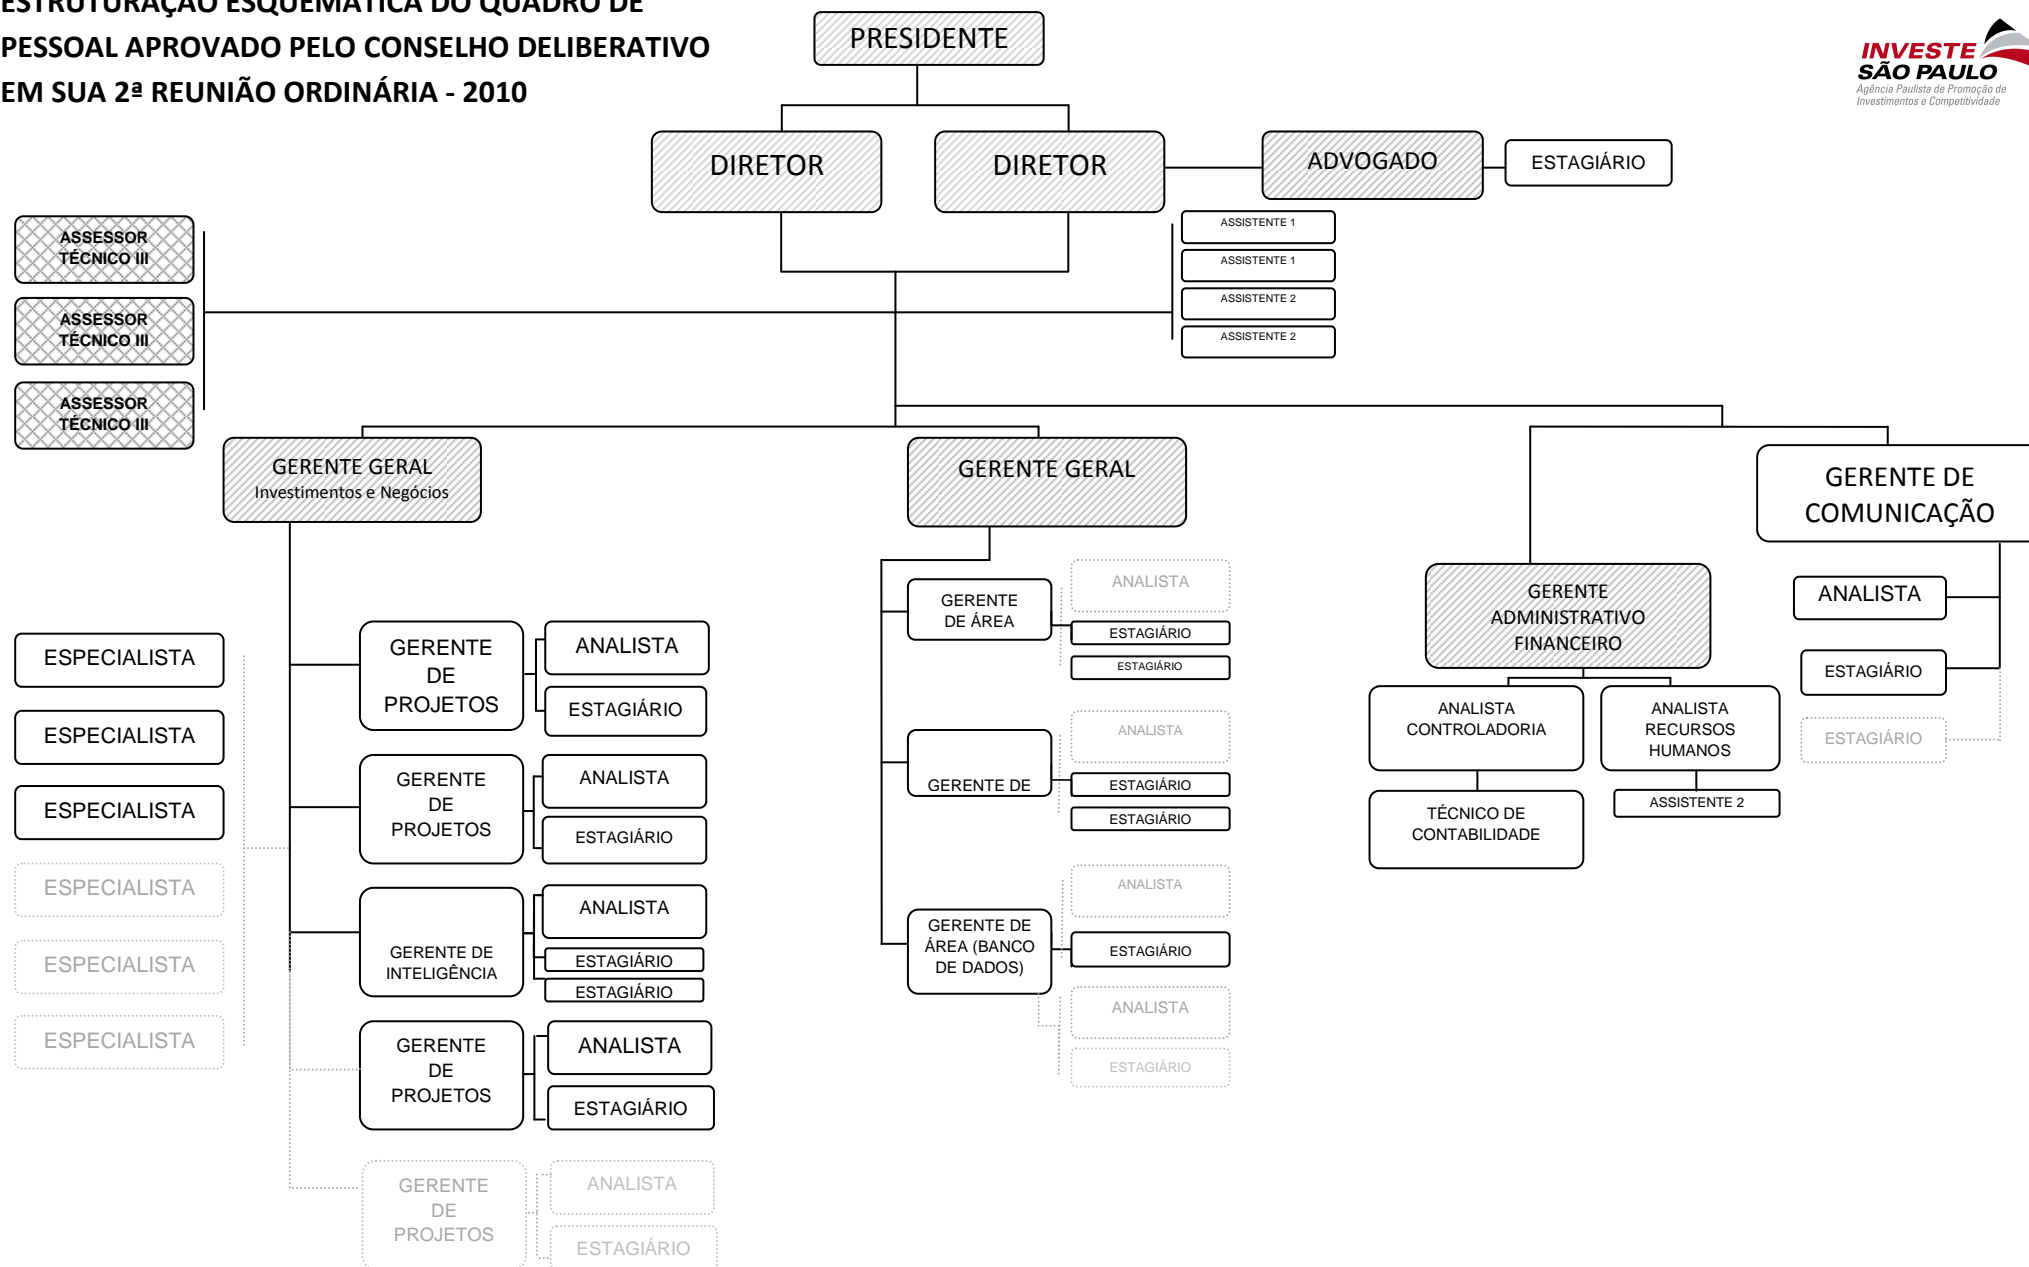 ESTRUTURAÇÃO ESQUEMÁTICA DO QUADRO DE
PESSOAL APROVADO PELO CONSELHO DELIBERATIVO
EM SUA 2ª REUNIÃO ORDINÁRIA - 2010
INVESTE
SÃO PAULO
Agência Paulista de Promoção de
Investimentos e Competitividade
PRESIDENTE
DIRETOR
DIRETOR
ADVOGADO
ESTAGIÁRIO
ASSESSOR
TÉCNICO III
ASSESSOR
TÉCNICO III
ASSESSOR
TÉCNICO III
ASSISTENTE 1
ASSISTENTE 1
ASSISTENTE 2
ASSISTENTE 2
GERENTE GERAL
Investimentos e Negócios
GERENTE GERAL
GERENTE DE
COMUNICAÇÃO
GERENTE
ADMINISTRATIVO
FINANCEIRO
ESPECIALISTA
ESPECIALISTA
ESPECIALISTA
ESPECIALISTA
ESPECIALISTA
ESPECIALISTA
GERENTE
DE
PROJETOS
ANALISTA
ESTAGIÁRIO
GERENTE
DE
PROJETOS
ANALISTA
ESTAGIÁRIO
GERENTE DE
INTELIGÊNCIA
ANALISTA
ESTAGIÁRIO
ESTAGIÁRIO
GERENTE
DE
PROJETOS
ANALISTA
ESTAGIÁRIO
GERENTE
DE
PROJETOS
ANALISTA
ESTAGIÁRIO
GERENTE
DE ÁREA
ANALISTA
ESTAGIÁRIO
ESTAGIÁRIO
GERENTE DE
ANALISTA
ESTAGIÁRIO
ESTAGIÁRIO
GERENTE DE
ÁREA (BANCO
DE DADOS)
ANALISTA
ESTAGIÁRIO
ANALISTA
ESTAGIÁRIO
ANALISTA
CONTROLADORIA
TÉCNICO DE
CONTABILIDADE
ANALISTA
RECURSOS
HUMANOS
ASSISTENTE 2
ANALISTA
ESTAGIÁRIO
ESTAGIÁRIO